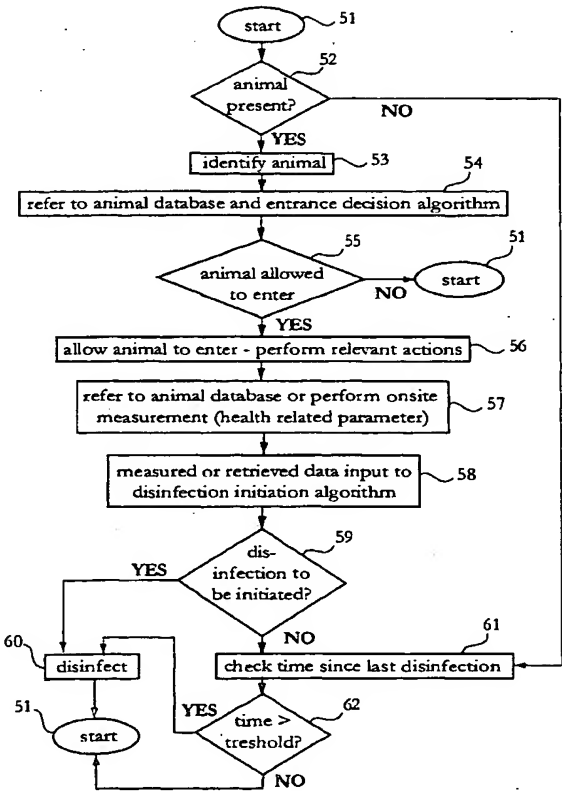 start
51
52
animal
present?
NO
YES
identify animal
53
54
refer to animal database and entrance decision algorithm
55
51
animal allowed
to enter
start
NO
YES
allow animal to enter - perform relevant actions
56
refer to animal database or perform onsite
measurement (health related parameter)
57
measured or retrieved data input to
disinfection initiation algorithm
58
59
dis-
infection to
be initiated?
YES
NO
60
disinfect
61
check time since last disinfection
51
start
YES
62
time >
treshold?
NO